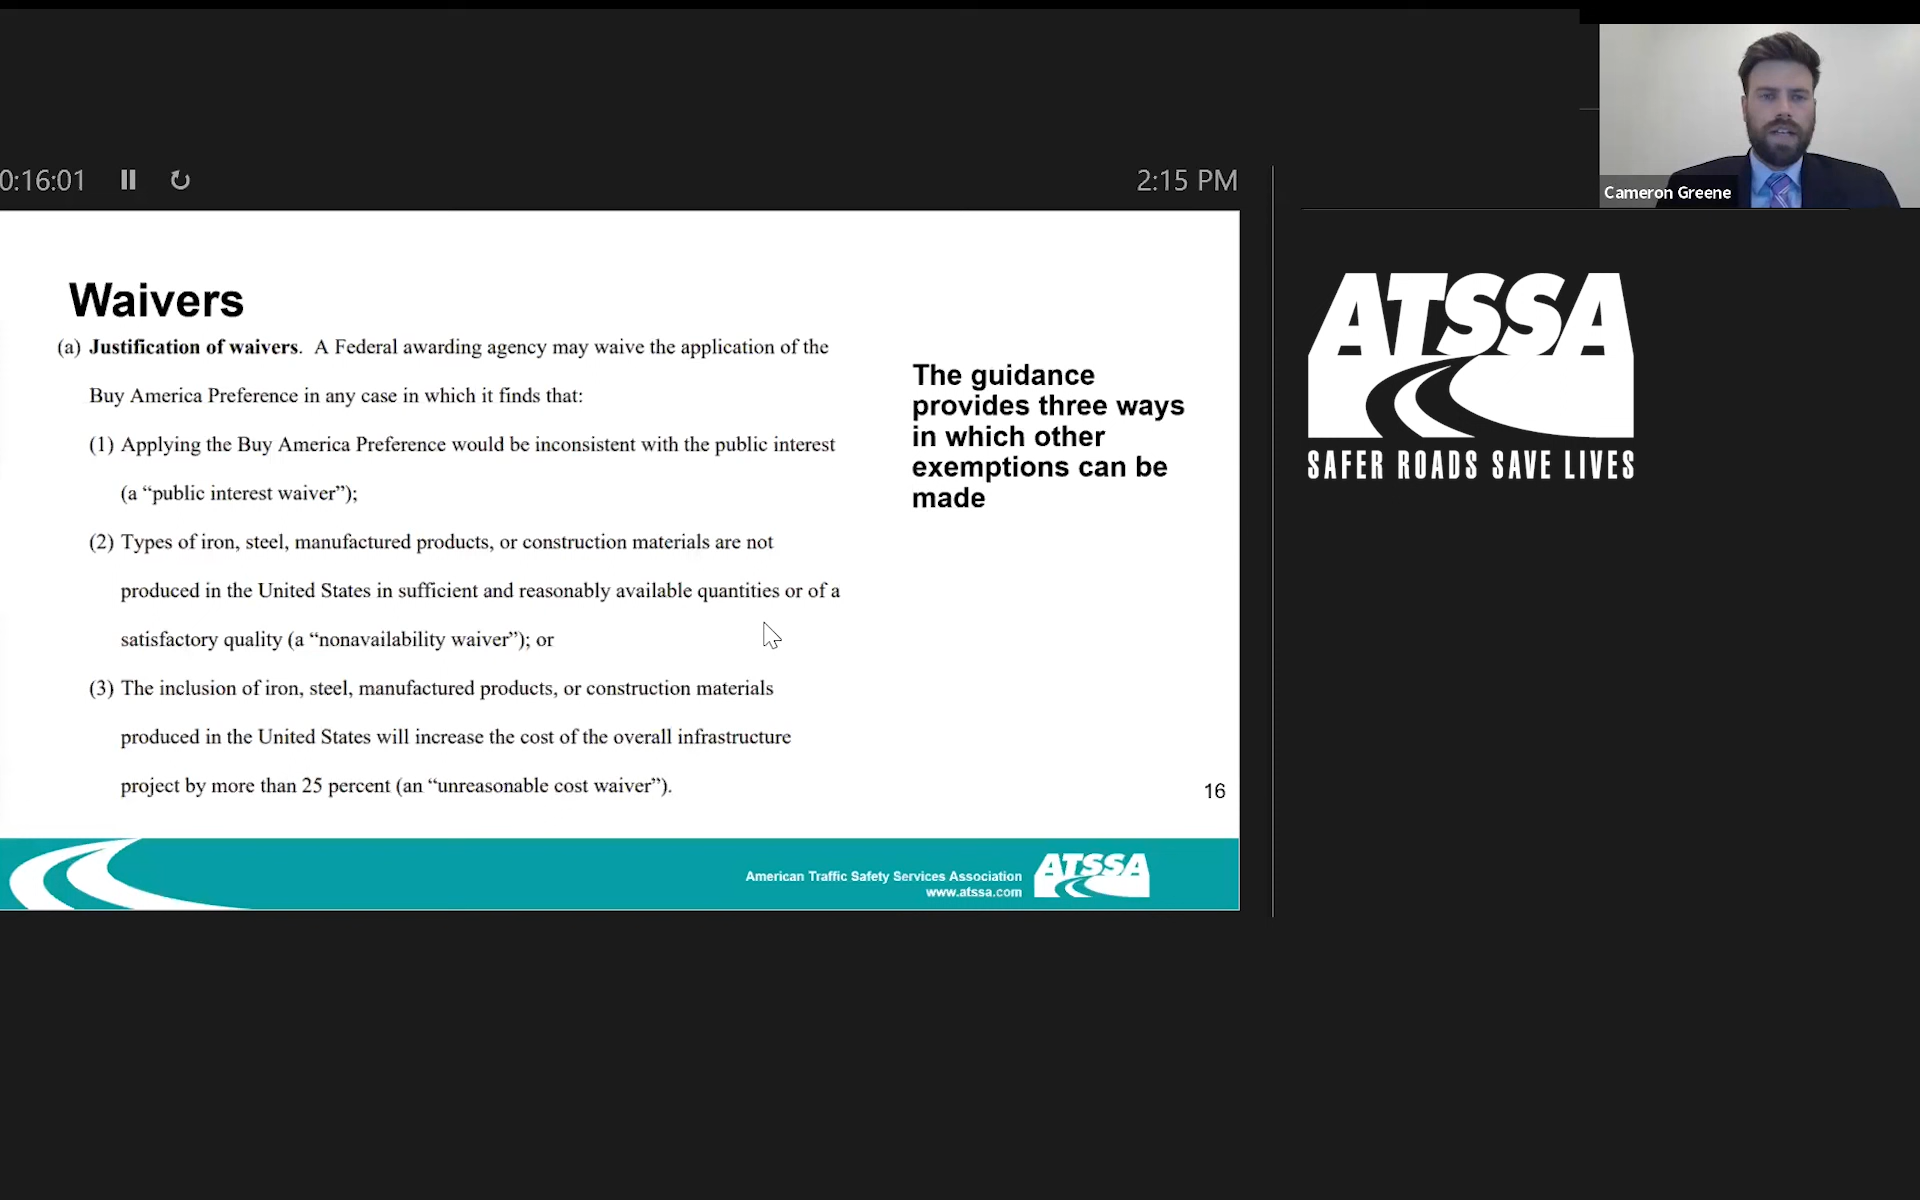 Cameron Greene
0:16:01
2:15 PM
Waivers
(a) Justification of waivers. A Federal awarding agency may waive the application of the
Buy America Preference in any case in which it finds that:
(1) Applying the Buy America Preference would be inconsistent with the public interest
(a “public interest waiver”);
(2) Types of iron, steel, manufactured products, or construction materials are not
produced in the United States in sufficient and reasonably available quantities or of a
satisfactory quality (a “nonavailability waiver”); or
(3) The inclusion of iron, steel, manufactured products, or construction materials
produced in the United States will increase the cost of the overall infrastructure
project by more than 25 percent (an “unreasonable cost waiver”).
The guidance
provides three ways
in which other
exemptions can be
made
16
American Traffic Safety Services Association
www.atssa.com
ATSSA
ATSSA
SAFER ROADS SAVE LIVES